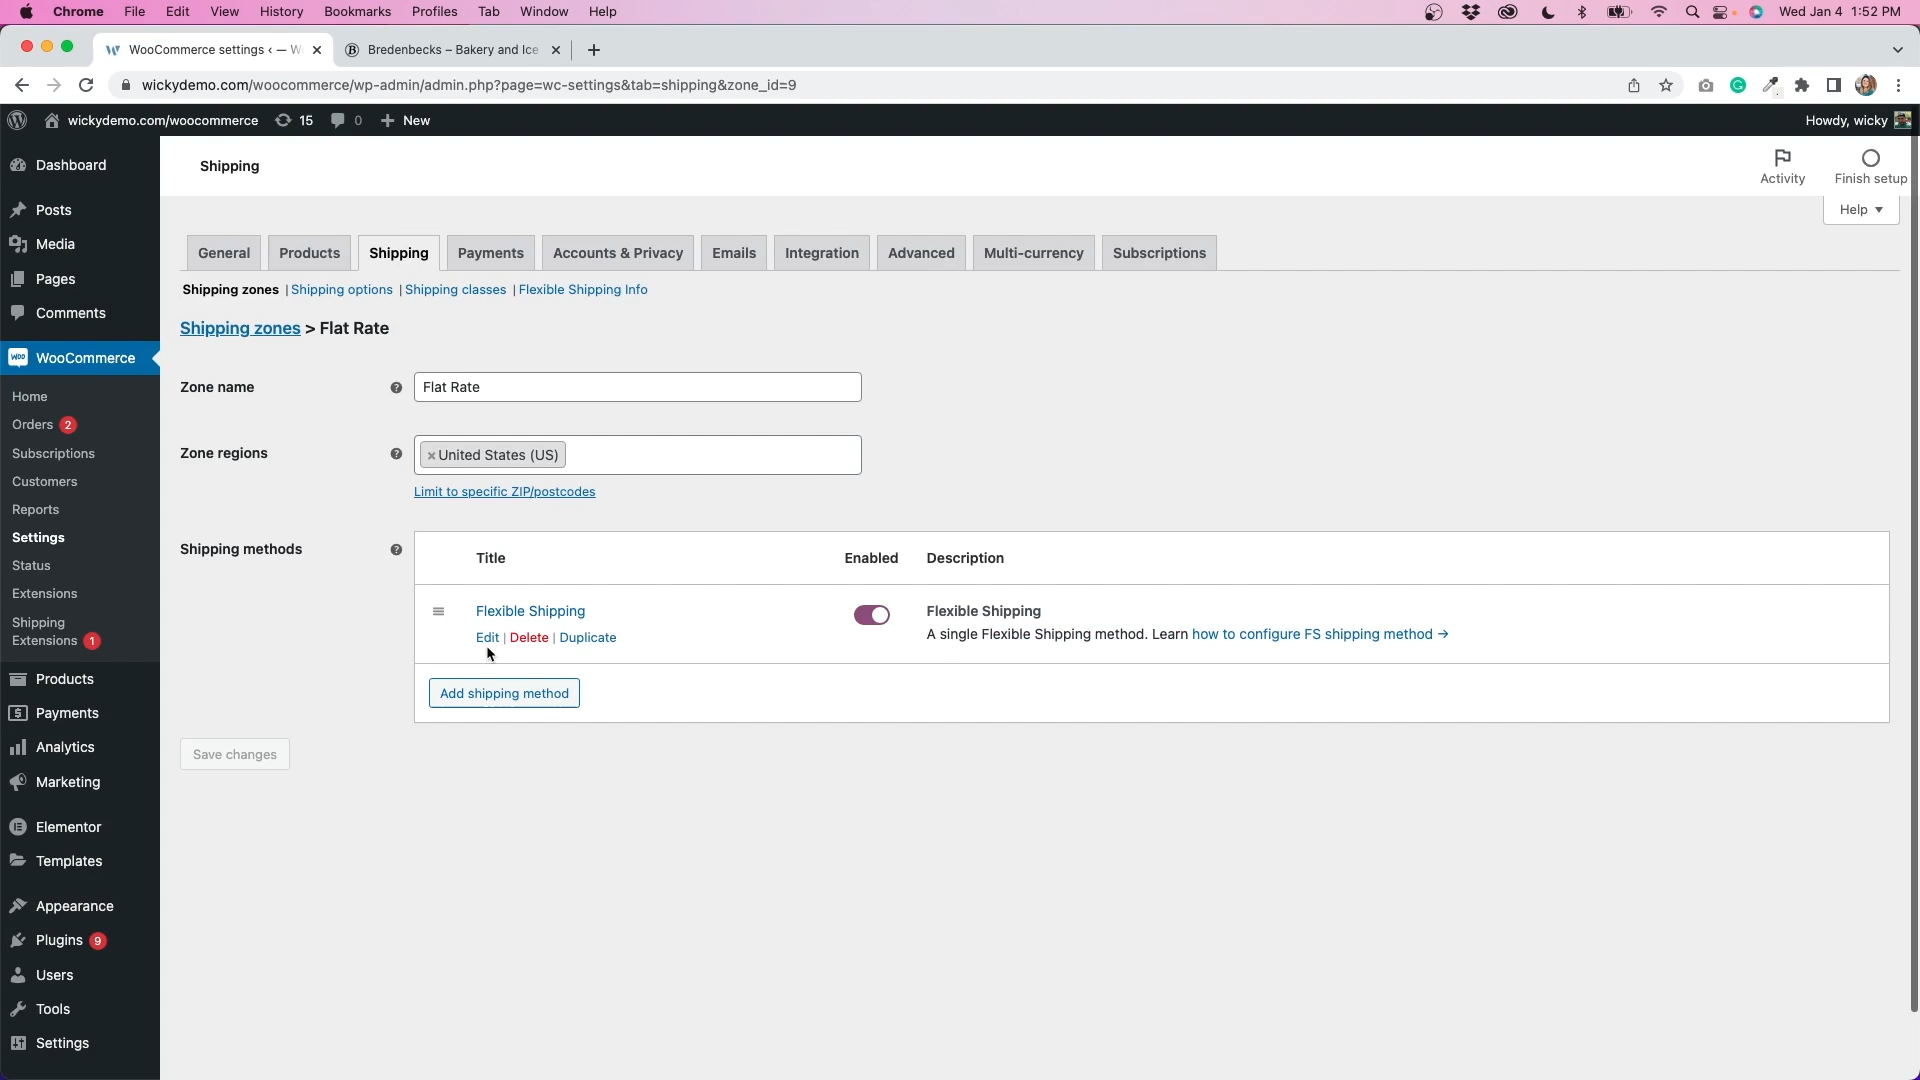 Chrome File Edit View History Bookmarks Profiles Tab Window Help Wed Jan 4 1:52 PM
WooCommerce settings ‹ — W
Bredenbecks – Bakery and Ice
wickydemo.com/woocommerce/wp-admin/admin.php?page=wc-settings&tab=shipping&zone_id=9
wickydemo.com/woocommerce 15 0 + New Howdy, wicky
Dashboard
Posts
Media
Pages
Comments
WooCommerce
Home
Orders 2
Subscriptions
Customers
Reports
Settings
Status
Extensions
Shipping
Extensions 1
Products
Payments
Analytics
Marketing
Elementor
Templates
Appearance
Plugins 9
Users
Tools
Settings
Shipping
Activity
Finish setup
Help
General Products Shipping Payments Accounts & Privacy Emails Integration Advanced Multi-currency Subscriptions
Shipping zones | Shipping options | Shipping classes | Flexible Shipping Info
Shipping zones > Flat Rate
Zone name Flat Rate
Zone regions ×United States (US)
Limit to specific ZIP/postcodes
Shipping methods
Title Enabled Description
Flexible Shipping Flexible Shipping
Edit | Delete | Duplicate A single Flexible Shipping method. Learn how to configure FS shipping method →
Add shipping method
Save changes